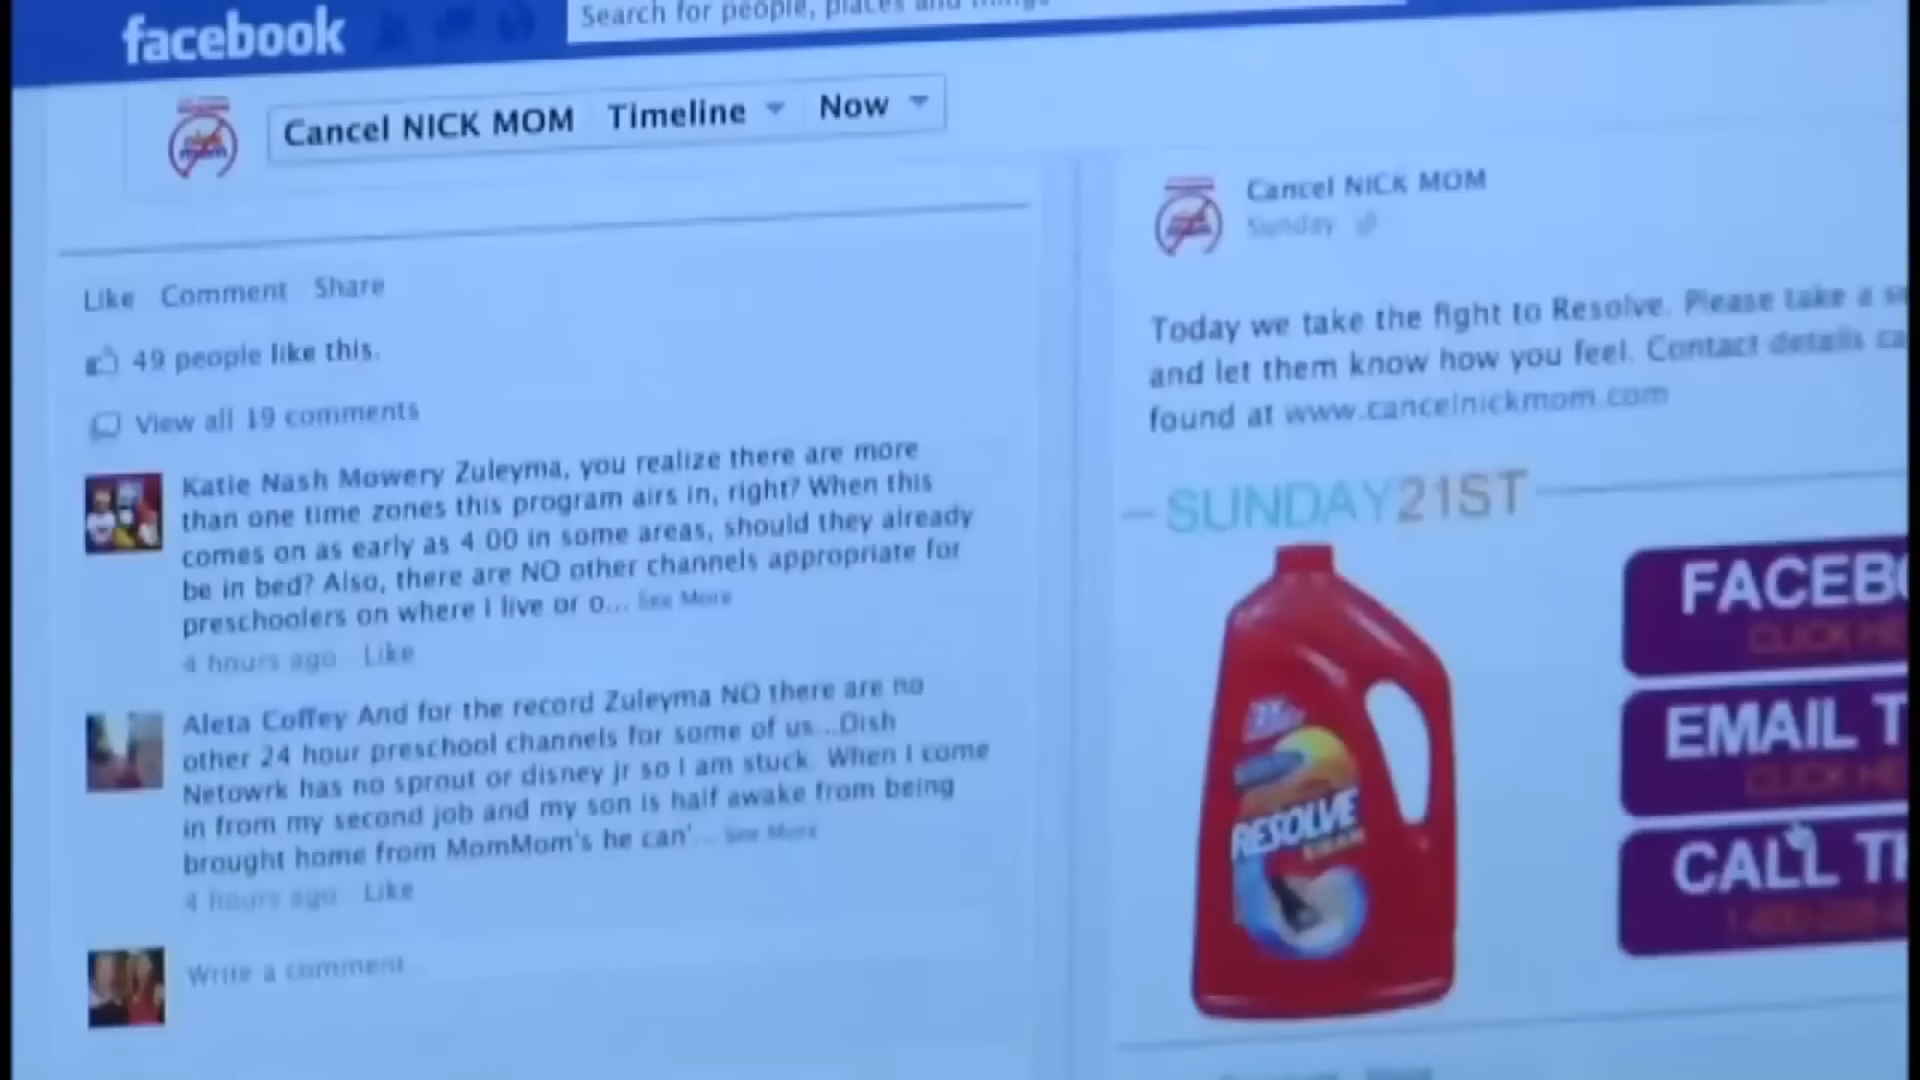 facebook
Search for people, places and things
Cancel NICK MOM Timeline Now
Like Comment Share
49 people like this.
View all 19 comments
Katie Nash Mowery Zuleyma, you realize there are more
than one time zones this program airs in, right? When this
comes on as early as 4 00 in some areas, should they already
be in bed? Also, there are NO other channels appropriate for
preschoolers on where I live or o... See More
4 hours ago Like
Aleta Coffey And for the record Zuleyma NO there are no
other 24 hour preschool channels for some of us...Dish
Netowrk has no sprout or disney jr so I am stuck. When I come
in from my second job and my son is half awake from being
brought home from MomMom's he can'... See More
4 hours ago Like
Write a comment...
Cancel NICK MOM
Sunday
Today we take the fight to Resolve. Please take a
and let them know how you feel. Contact details
found at www.cancelnickmom.com
SUNDAY21ST
RESOLVE
FACEBO
CLICK HE
EMAIL T
CLICK HE
CALL TH